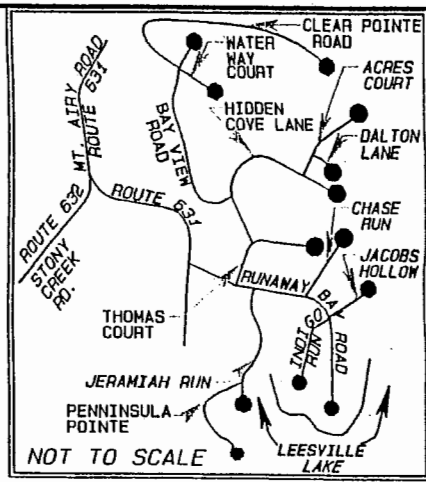 CLEAR POINTE
ROAD
WATER
WAY
COURT
ACRES
COURT
HIDDEN
COVE LANE
DALTON
LANE
MT. AIRY ROAD
ROUTE 631
BAY VIEW
ROAD
ROUTE 632
STONY
CREEK
RD.
ROUTE 631
CHASE
RUN
JACOBS
HOLLOW
RUNAWAY BAY
ROAD
THOMAS
COURT
INDIGO
RUN
JERAMIAH RUN
PENNINSULA
POINTE
LEESVILLE
LAKE
NOT TO SCALE